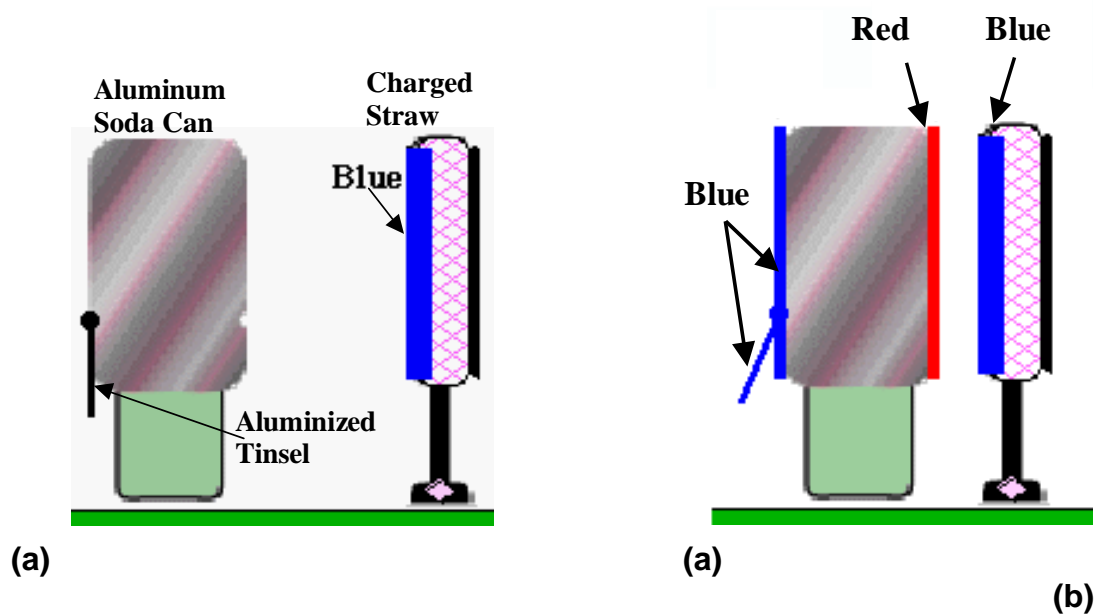 Aluminum
Soda Can
Charged
Straw
Blue
Aluminized
Tinsel
(a)
Red
Blue
Blue
(a)
(b)